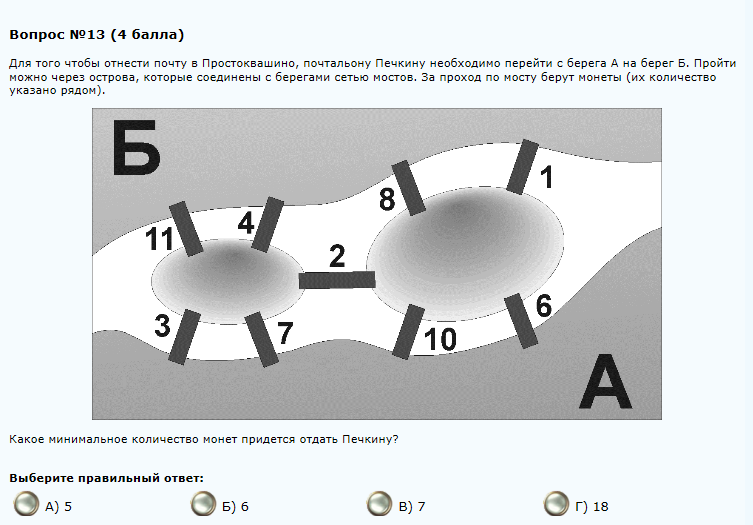 Вопрос №13 (4 балла)
Для того чтобы отнести почту в Простоквашино, почтальону Печкину необходимо перейти с берега А на берег Б. Пройти
можно через острова, которые соединены с берегами сетью мостов. За проход по мосту берут монеты (их количество
указано рядом).
Б
1
8
4
11
2
6
3
7
10
А
Какое минимальное количество монет придется отдать Печкину?
Выберите правильный ответ:
А) 5 Б) 6 В) 7 Г) 18